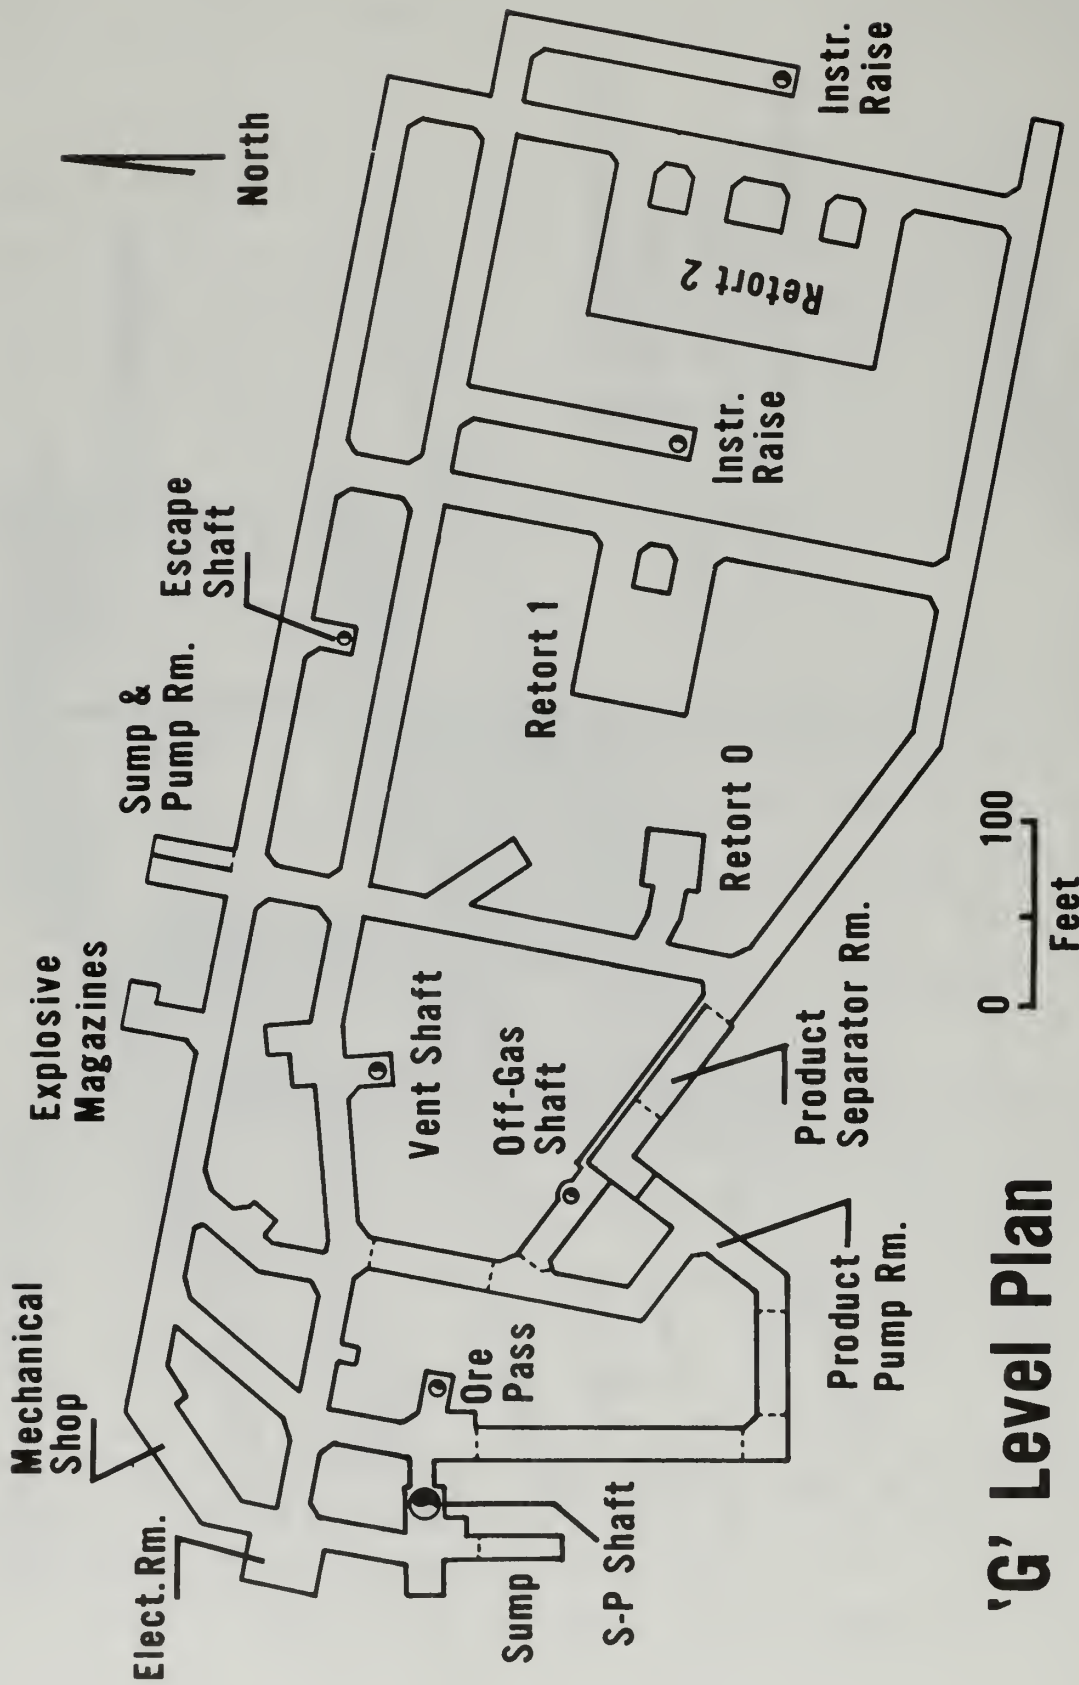 Mechanical
Shop
Explosive
Magazines
Sump &
Pump Rm.
Escape
Shaft
North
Elect.Rm.
Sump
S-P Shaft
Ore
Pass
Vent Shaft
Off-Gas
Shaft
Retort 1
Retort 0
Retort 2
Instr.
Raise
Instr.
Raise
Product
Pump Rm.
Product
Separator Rm.
'G' Level Plan
0
100
Feet